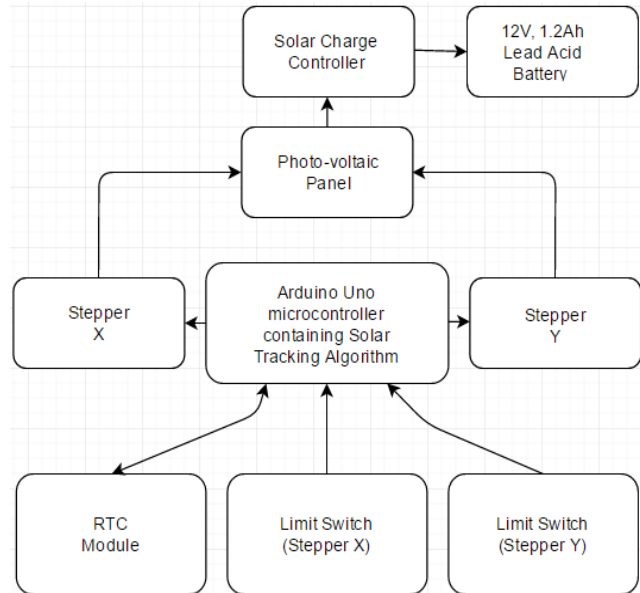 Solar Charge
Controller
12V, 1.2Ah
Lead Acid
Battery
Photo-voltaic
Panel
Stepper
X
Arduino Uno
microcontroller
containing Solar
Tracking Algorithm
Stepper
Y
RTC
Module
Limit Switch
(Stepper X)
Limit Switch
(Stepper Y)